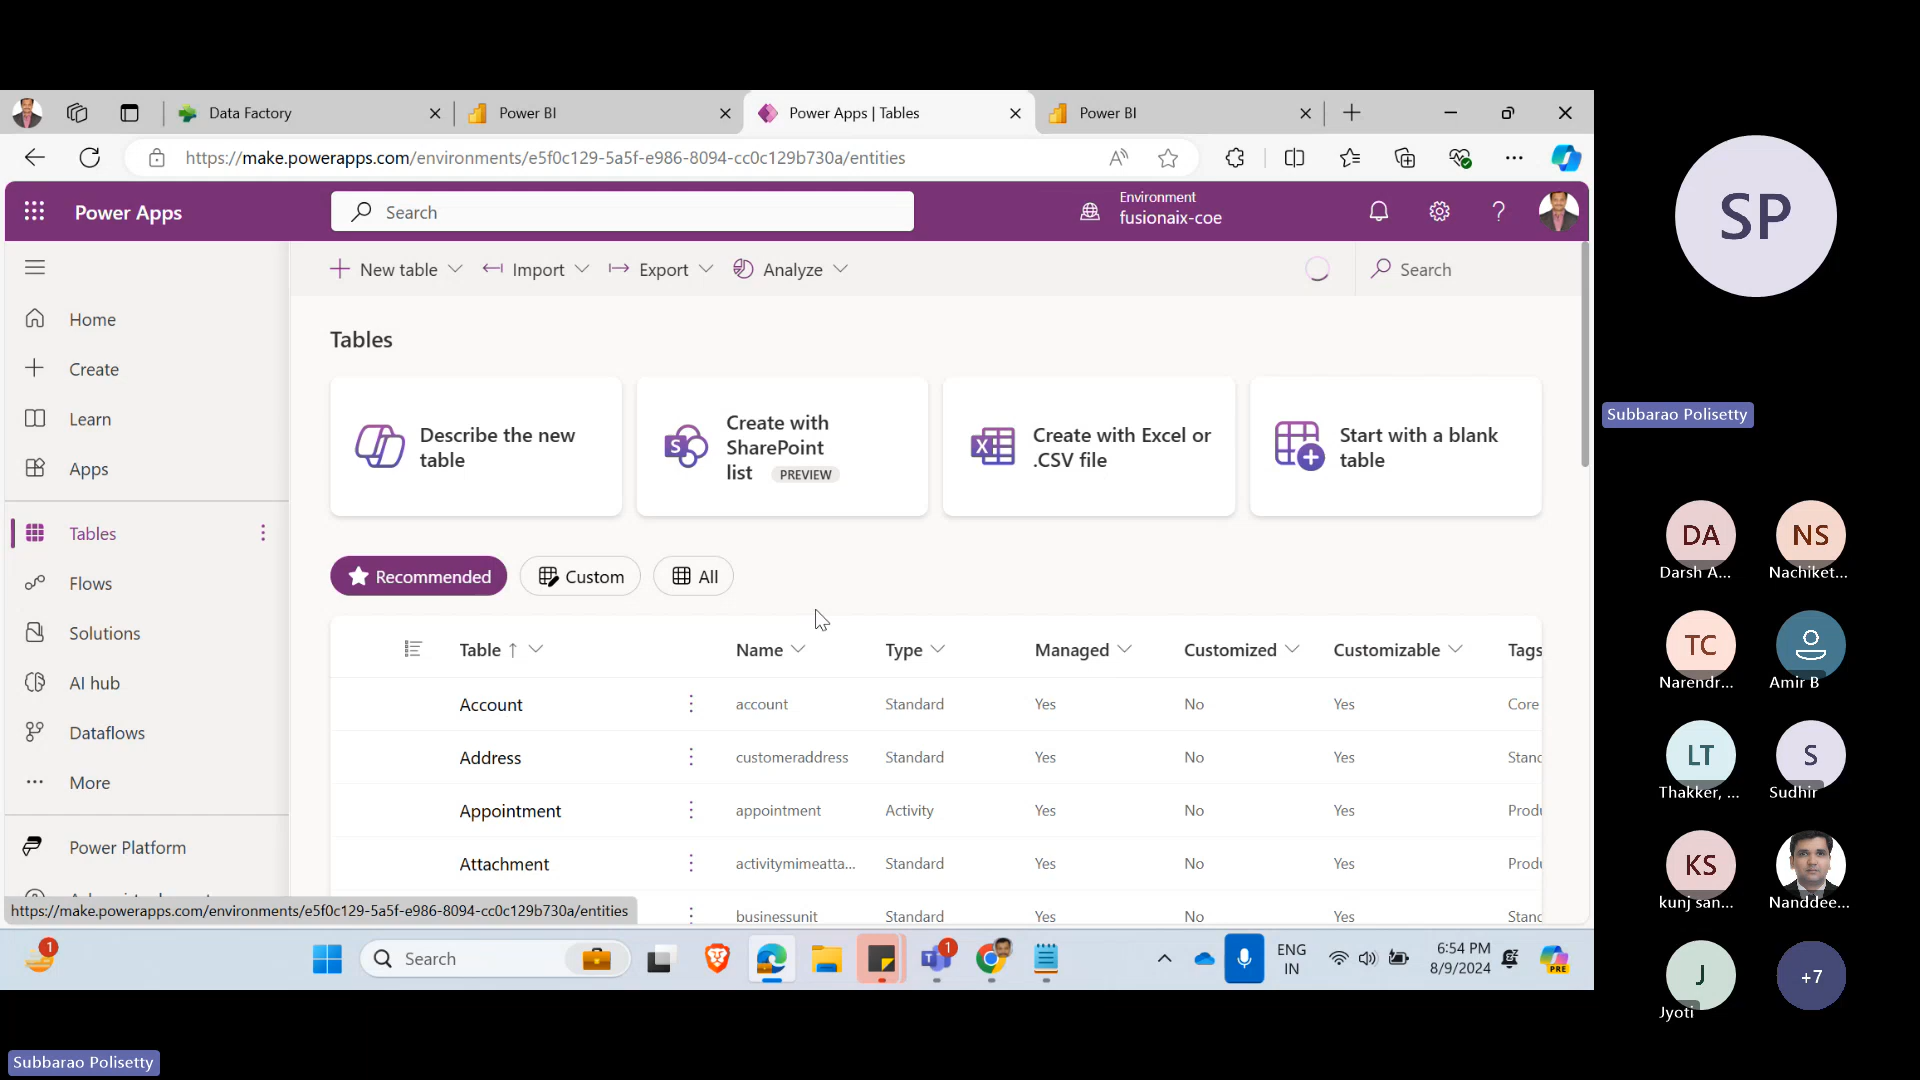 Data Factory
Power BI
Power Apps | Tables
Power BI
https://make.powerapps.com/environments/e5f0c129-5a5f-e986-8094-cc0c129b730a/entities
Power Apps
Search
Environment
fusionaix-coe
New table
Import
Export
Analyze
Search
Home
Create
Learn
Apps
Tables
Flows
Solutions
AI hub
Dataflows
More
Power Platform
Tables
Describe the new
table
Create with
SharePoint
list PREVIEW
Create with Excel or
.CSV file
Start with a blank
table
Recommended
Custom
All
Table ↑ Name Type Managed Customized Customizable Tags
Account account Standard Yes No Yes Core
Address customeraddress Standard Yes No Yes Stand
Appointment appointment Activity Yes No Yes Produ
Attachment activitymimeatta... Standard Yes No Yes Produ
businessunit Standard Yes No Yes Stand
https://make.powerapps.com/environments/e5f0c129-5a5f-e986-8094-cc0c129b730a/entities
1
Search
1
ENG
IN
6:54 PM
8/9/2024
PRE
SP
Subbarao Polisetty
DA
Darsh A...
NS
Nachiket...
TC
Narendr...
Amir B
LT
Thakker, ...
S
Sudhir
KS
kunj san...
Nanddee...
J
Jyoti
+7
Subbarao Polisetty